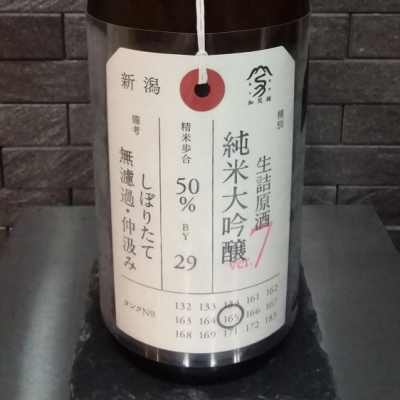 新潟
加茂錦
種別
生詰原酒
純米大吟醸
ver.7
精米歩合
50%
BY
29
備考
しぼりたて
無濾過・仲汲み
タンクNo.
132 133 134 161 162
163 164 165 166 167
168 169 171 172 183